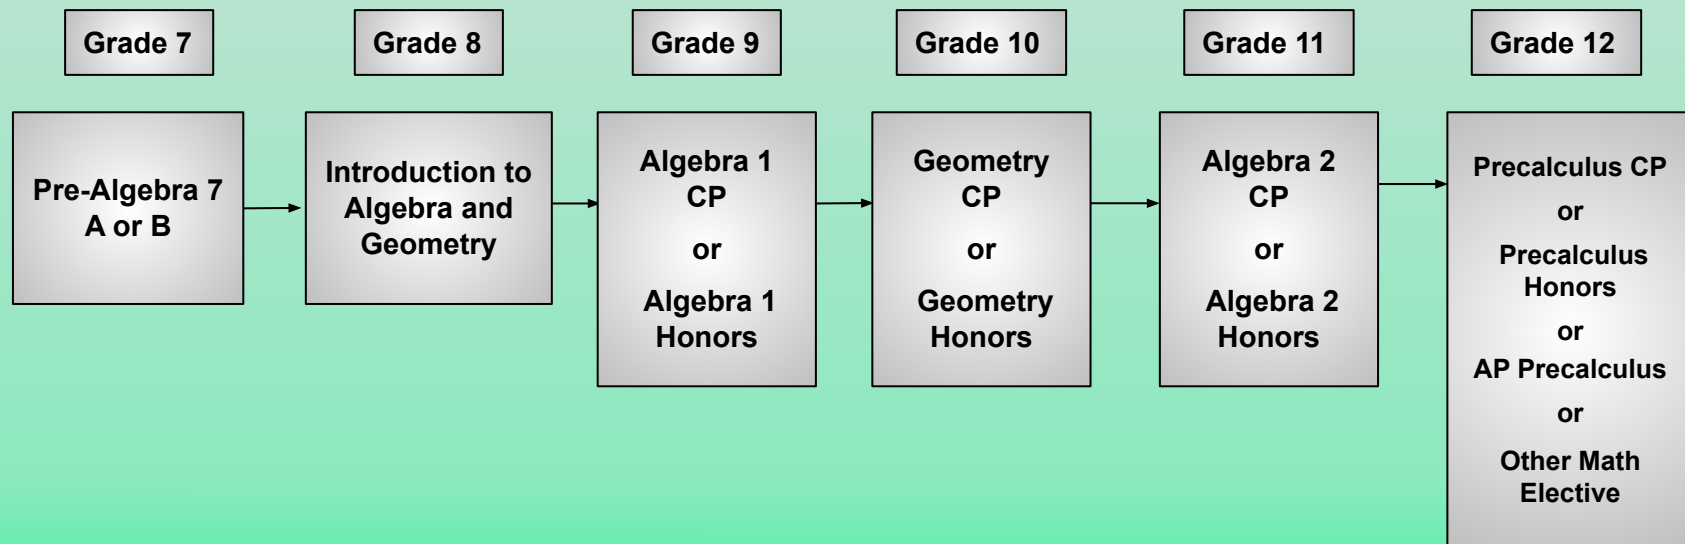 Grade 7
Grade 8
Grade 9
Grade 10
Grade 11
Grade 12
Pre-Algebra 7
A or B
Introduction to
Algebra and
Geometry
Algebra 1
CP
or
Algebra 1
Honors
Geometry
CP
or
Geometry
Honors
Algebra 2
CP
or
Algebra 2
Honors
Precalculus CP
or
Precalculus
Honors
or
AP Precalculus
or
Other Math
Elective